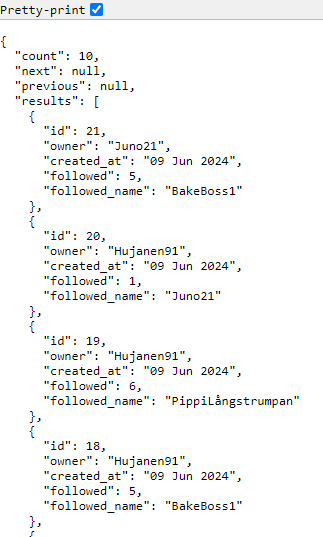 Pretty-print
{
"count": 10,
"next": null,
"previous": null,
"results": [
{
"id": 21,
"owner": "Juno21",
"created_at": "09 Jun 2024",
"followed": 5,
"followed_name": "BakeBoss1"
},
{
"id": 20,
"owner": "Hujanen91",
"created_at": "09 Jun 2024",
"followed": 1,
"followed_name": "Juno21"
},
{
"id": 19,
"owner": "Hujanen91",
"created_at": "09 Jun 2024",
"followed": 6,
"followed_name": "PippiLångstrumpan"
},
{
"id": 18,
"owner": "Hujanen91",
"created_at": "09 Jun 2024",
"followed": 5,
"followed_name": "BakeBoss1"
},
{